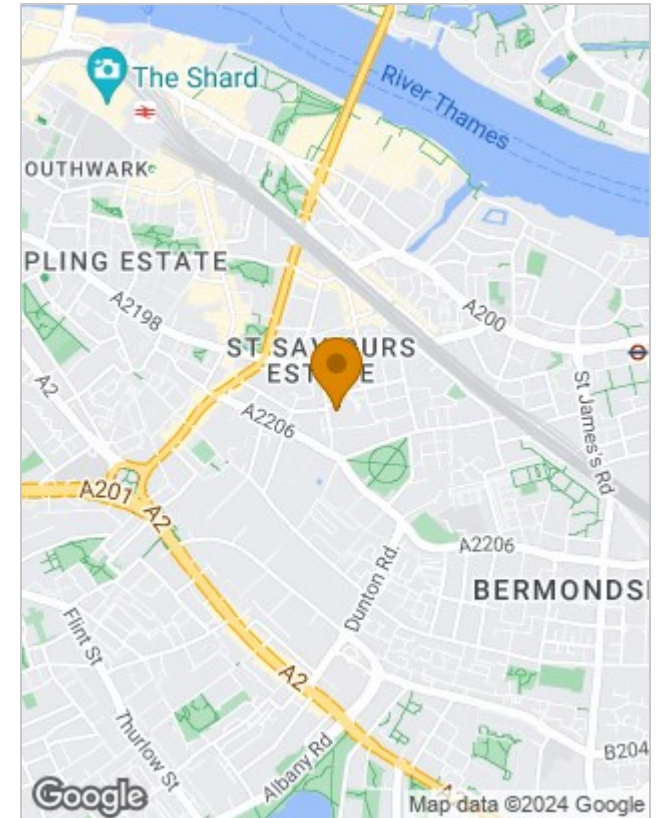 The Shard
River Thames
OUTHWARK
PLING ESTATE
A2198
A200
ST SAVIOURS
ESTATE
A2
A2206
St James's Rd
A201
A2
A2206
Dunton Rd.
BERMONDS
Flint St
A2
Thurlow St
Albany Rd
B204
Google
Map data ©2024 Google